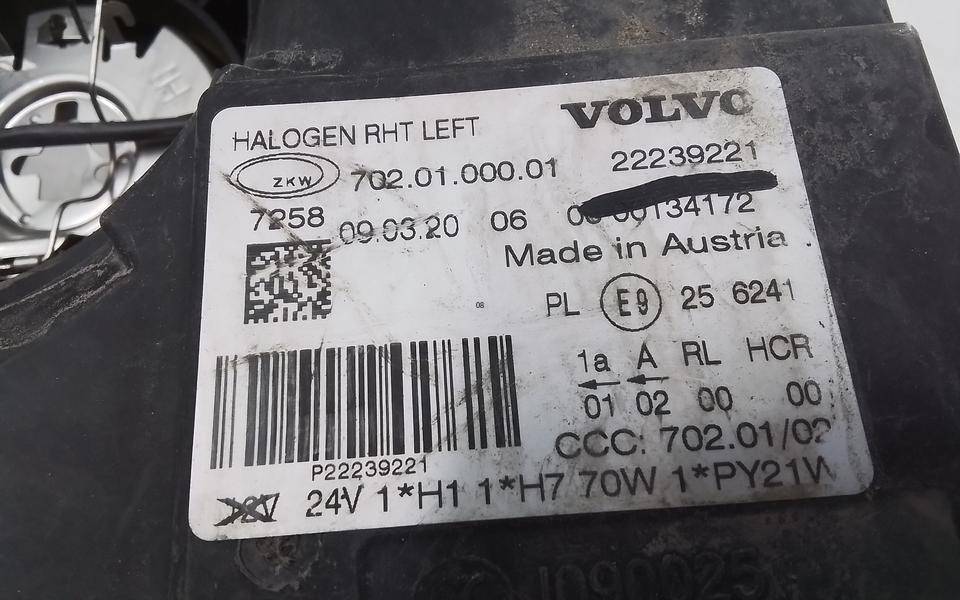 HALOGEN RHT LEFT
VOLVO
ZKW
702.01.000.01
22239221
7258
09.03.20 06 00134172
Made in Austria
08
PL E9 25 6241
1a A RL HCR
01 02 00 00
CCC: 702.01/02
P22239221
24V 1*H1 1*H7 70W 1*PY21W
1090025